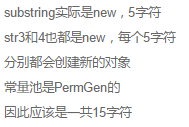 substring实际是new，5字符
str3和4也都是new，每个5字符
分别都会创建新的对象
常量池是PermGen的
因此应该是一共15字符